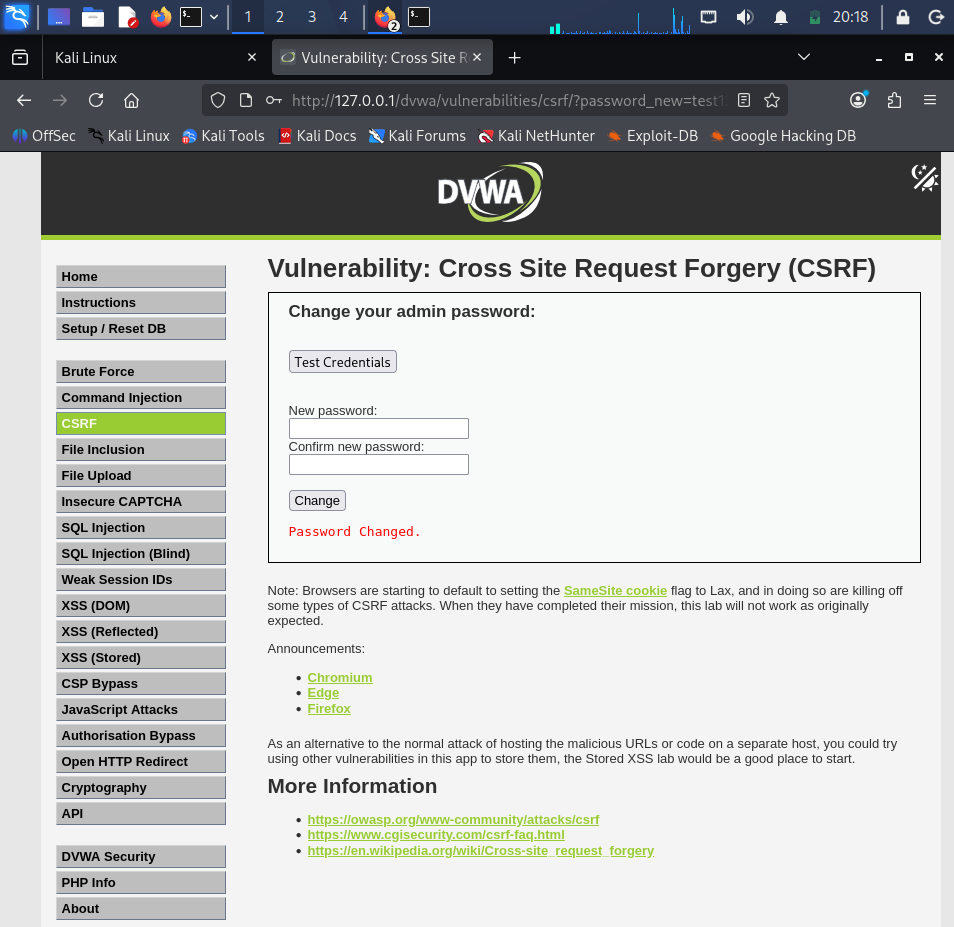 1 2 3 4 2 20:18
Kali Linux
Vulnerability: Cross Site R
http://127.0.0.1/dvwa/vulnerabilities/csrf/?password_new=test1
OffSec Kali Linux Kali Tools Kali Docs Kali Forums Kali NetHunter Exploit-DB Google Hacking DB
DVWA
Home
Instructions
Setup / Reset DB
Brute Force
Command Injection
CSRF
File Inclusion
File Upload
Insecure CAPTCHA
SQL Injection
SQL Injection (Blind)
Weak Session IDs
XSS (DOM)
XSS (Reflected)
XSS (Stored)
CSP Bypass
JavaScript Attacks
Authorisation Bypass
Open HTTP Redirect
Cryptography
API
DVWA Security
PHP Info
About
Vulnerability: Cross Site Request Forgery (CSRF)
Change your admin password:
Test Credentials
New password:
Confirm new password:
Change
Password Changed.
Note: Browsers are starting to default to setting the SameSite cookie flag to Lax, and in doing so are killing off
some types of CSRF attacks. When they have completed their mission, this lab will not work as originally
expected.
Announcements:
Chromium
Edge
Firefox
As an alternative to the normal attack of hosting the malicious URLs or code on a separate host, you could try
using other vulnerabilities in this app to store them, the Stored XSS lab would be a good place to start.
More Information
https://owasp.org/www-community/attacks/csrf
https://www.cgisecurity.com/csrf-faq.html
https://en.wikipedia.org/wiki/Cross-site_request_forgery